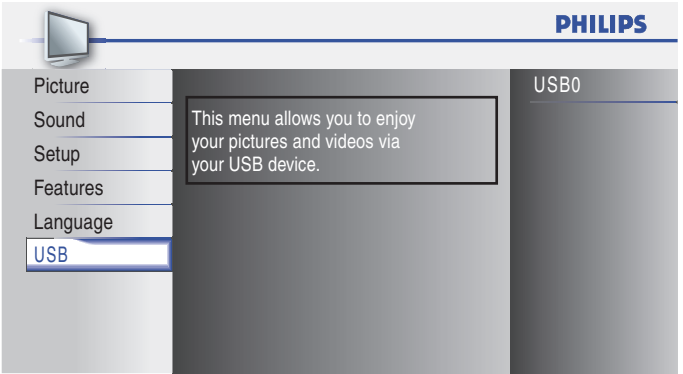 PHILIPS
Picture
Sound
Setup
Features
Language
USB
This menu allows you to enjoy
your pictures and videos via
your USB device.
USB0